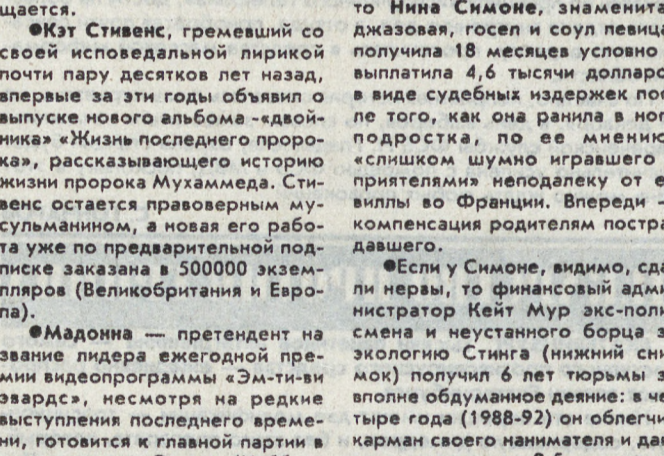 щается.
●Кэт Стивенс, гремевший со
своей исповедальной лирикой
почти пару десятков лет назад,
впервые за эти годы объявил о
выпуске нового альбома -«двой-
ника» «Жизнь последнего проро-
ка», рассказывающего историю
жизни пророка Мухаммеда. Сти-
венс остается правоверным му-
сульманином, а новая его рабо-
та уже по предварительной под-
писке заказана в 500000 экзем-
пляров (Великобритания и Евро-
па).
●Мадонна — претендент на
звание лидера ежегодной пре-
мии видеопрограммы «Эм-ти-ви
эвардс», несмотря на редкие
выступления последнего време-
ни, готовится к главной партии в
то Нина Симоне, знаменита
джазовая, госпел и соул певица
получила 18 месяцев условно
выплатила 4,6 тысячи долларо
в виде судебных издержек пос
ле того, как она ранила в ног
подростка, по ее мнению
«слишком шумно игравшего
приятелями» неподалеку от е
виллы во Франции. Впереди –
компенсация родителям постра
давшего.
●Если у Симоне, видимо, сда
ли нервы, то финансовый адми
нистратор Кейт Мур экс-поли
смена и неустанного борца з
экологию Стинга (нижний сни
мок) получил 6 лет тюрьмы з
вполне обдуманное деяние: в че
тыре года (1988-92) он облегчи
карман своего нанимателя и дав